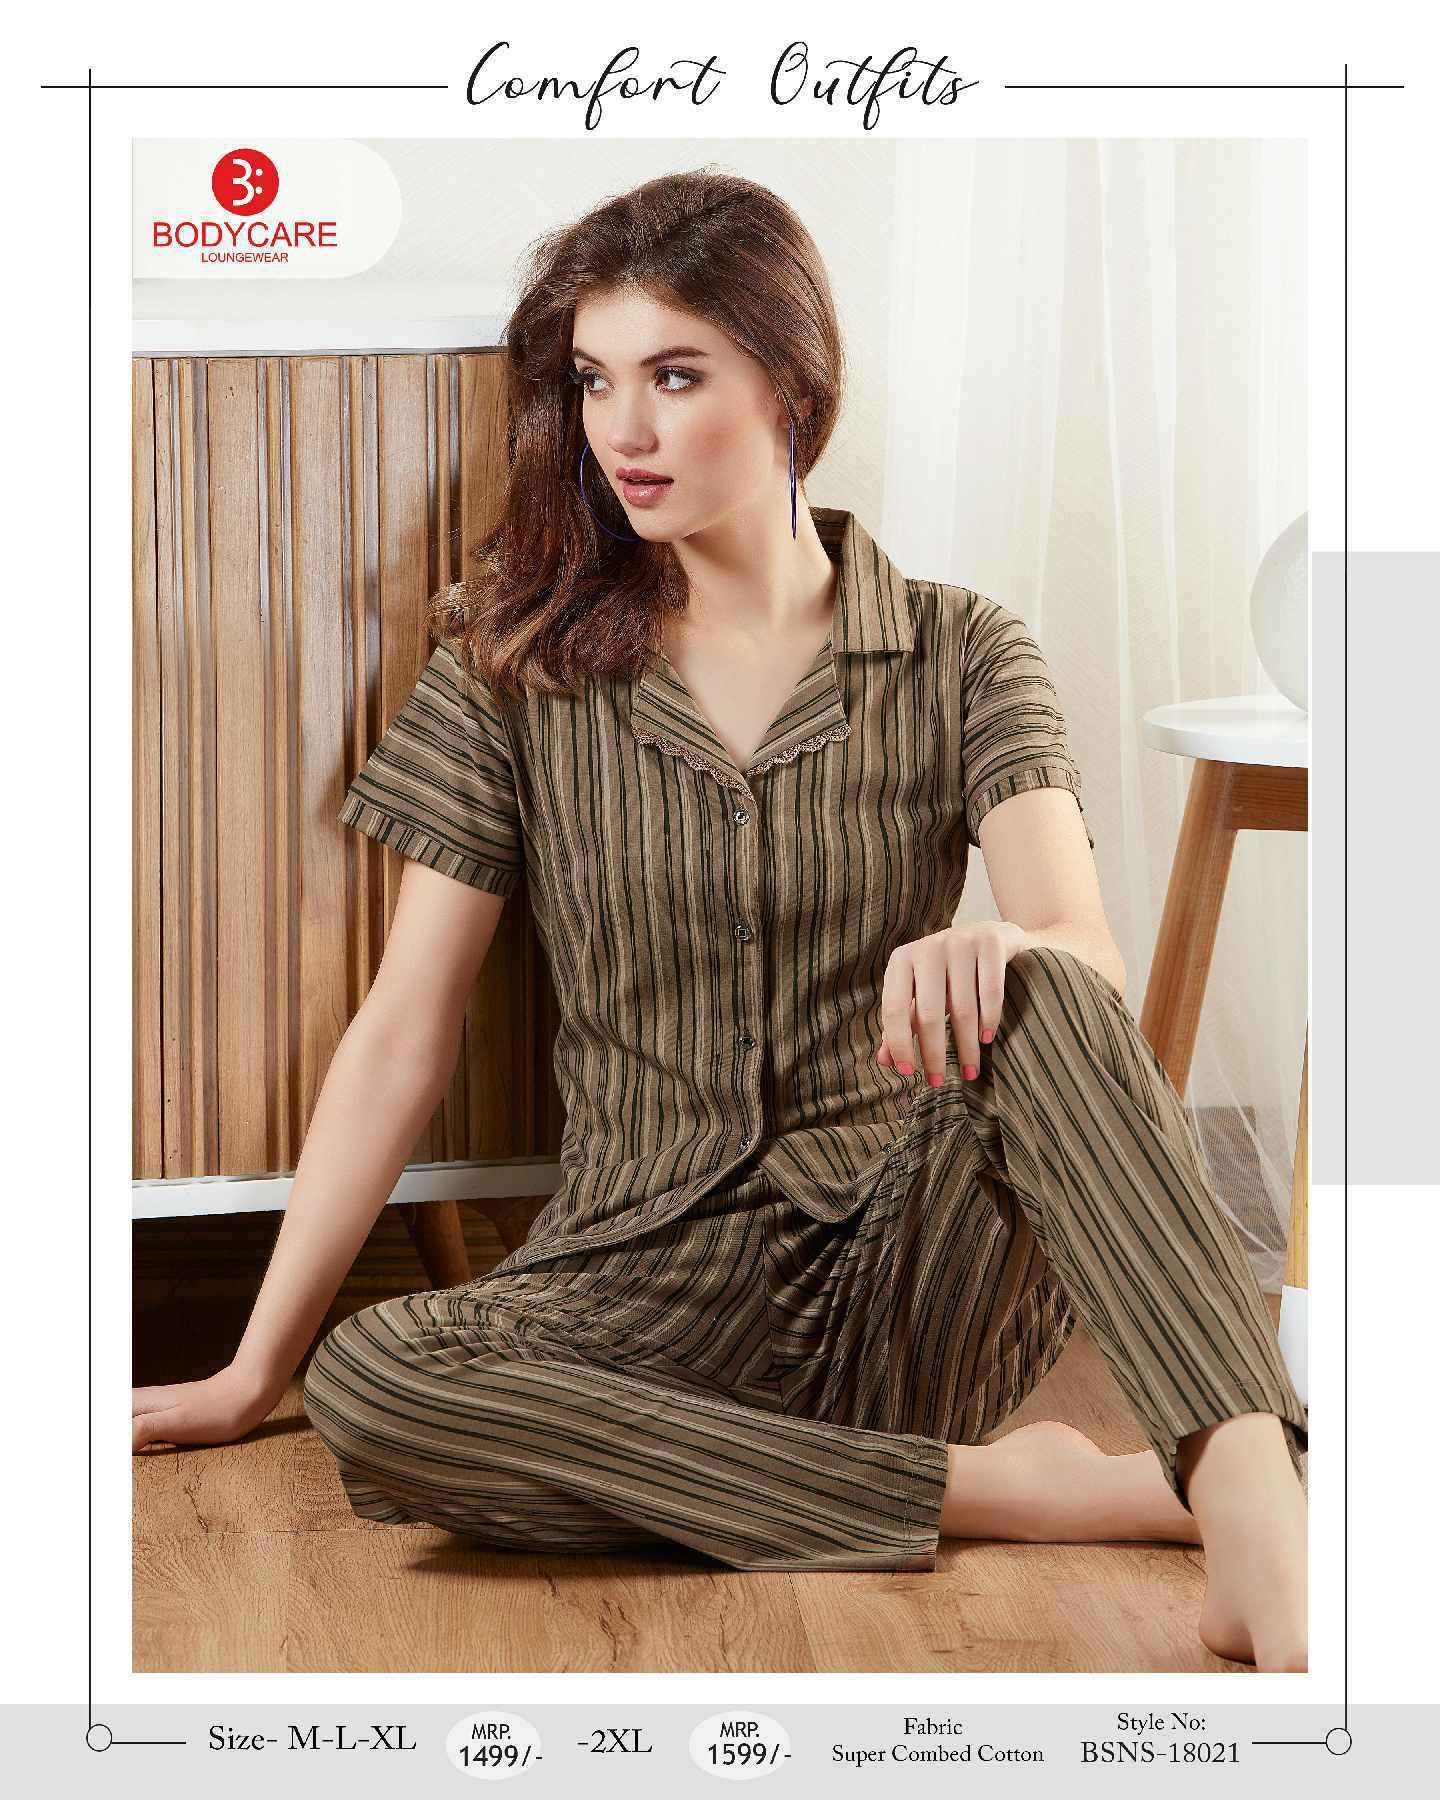 Comfort Outfits
B:
BODYCARE
LOUNGEWEAR
Size- M-L-XL
MRP.
1499/-
-2XL
MRP.
1599/-
Fabric
Super Combed Cotton
Style No:
BSNS-18021